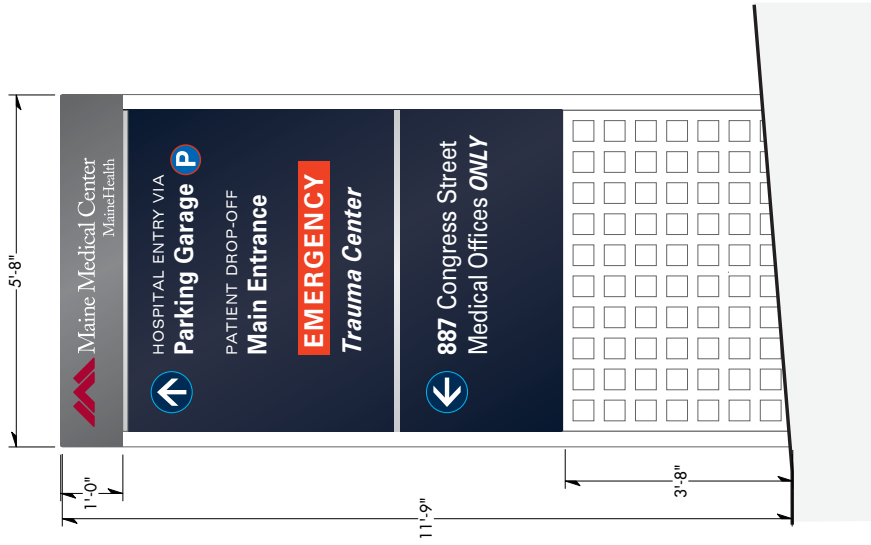 5'-8"
Maine Medical Center
MaineHealth
HOSPITAL ENTRY VIA
Parking Garage P
PATIENT DROP-OFF
Main Entrance
EMERGENCY
Trauma Center
887 Congress Street
Medical Offices ONLY
1'-0"
11'-9"
3'-8"